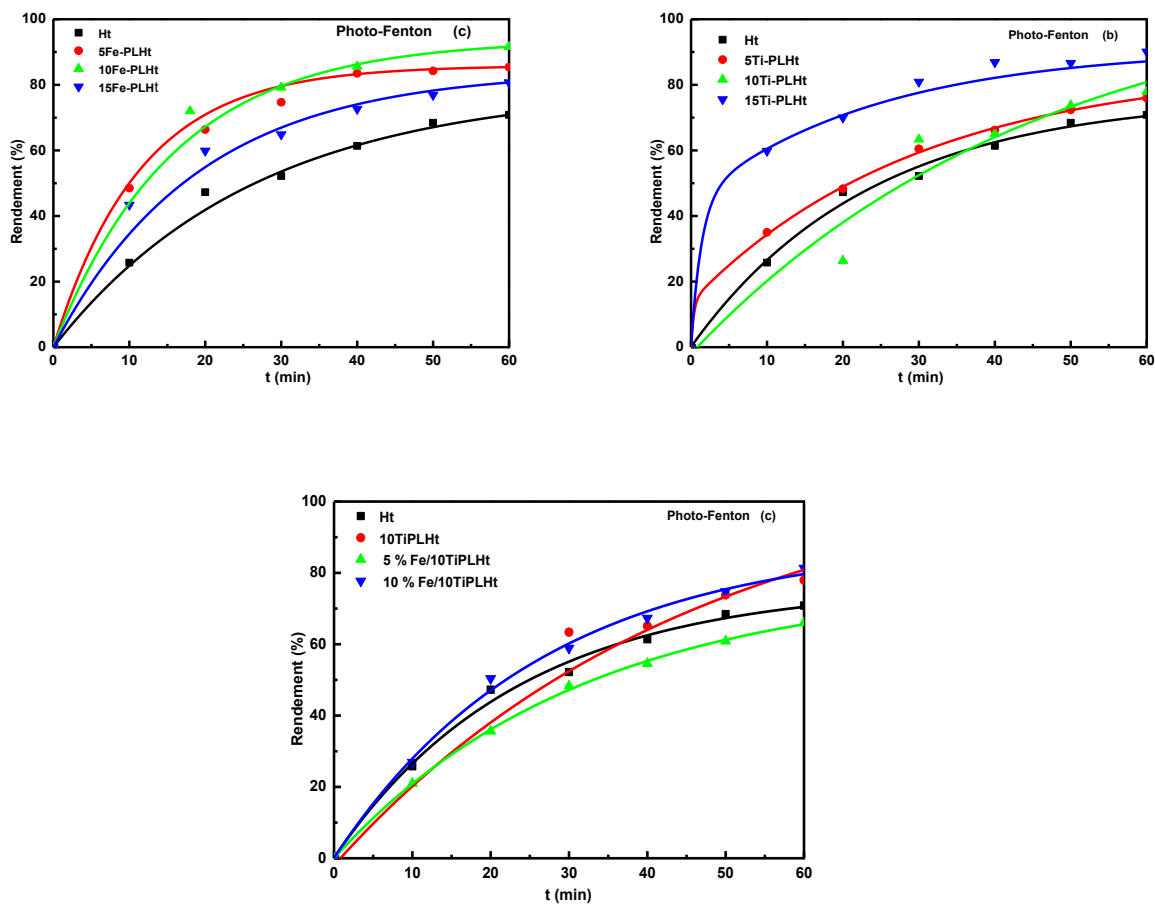 Photo-Fenton (c)
Ht
5Fe-PLHt
10Fe-PLHt
15Fe-PLHt
Rendement (%)
100
80
60
40
20
0
0 10 20 30 40 50 60
t (min)
Photo-Fenton (b)
Ht
5Ti-PLHt
10Ti-PLHt
15Ti-PLHt
Rendement (%)
100
80
60
40
20
0
0 10 20 30 40 50 60
t (min)
Photo-Fenton (c)
Ht
10TiPLHt
5 % Fe/10TiPLHt
10 % Fe/10TiPLHt
Rendement (%)
100
80
60
40
20
0
0 10 20 30 40 50 60
t (min)